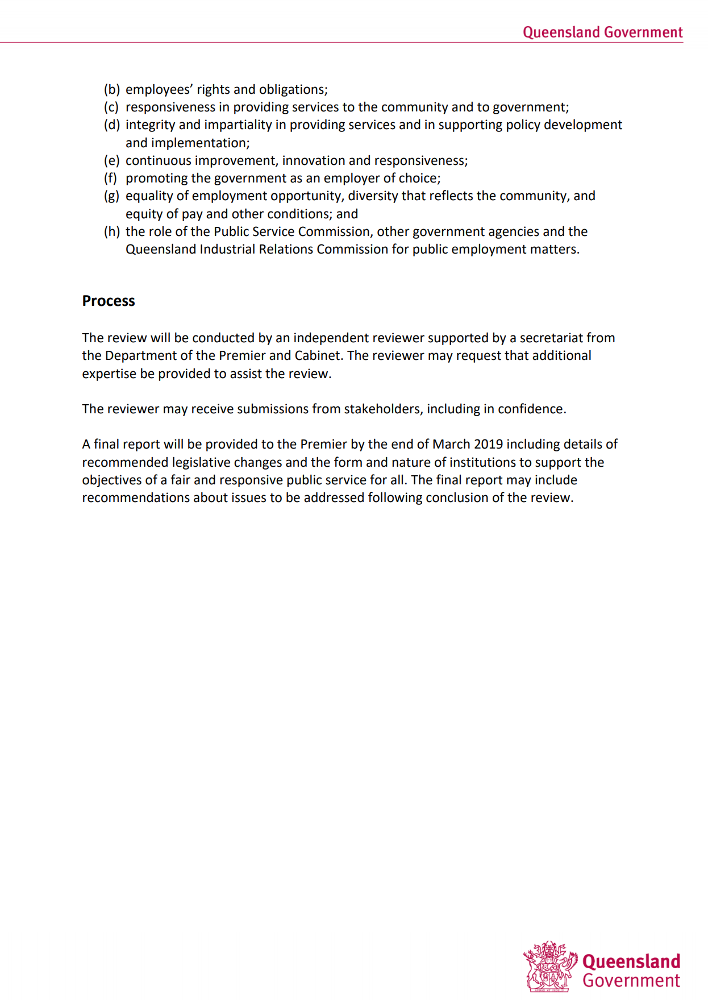 Queensland Government
(b) employees’ rights and obligations;
(c) responsiveness in providing services to the community and to government;
(d) integrity and impartiality in providing services and in supporting policy development
and implementation;
(e) continuous improvement, innovation and responsiveness;
(f) promoting the government as an employer of choice;
(g) equality of employment opportunity, diversity that reflects the community, and
equity of pay and other conditions; and
(h) the role of the Public Service Commission, other government agencies and the
Queensland Industrial Relations Commission for public employment matters.
Process
The review will be conducted by an independent reviewer supported by a secretariat from
the Department of the Premier and Cabinet. The reviewer may request that additional
expertise be provided to assist the review.
The reviewer may receive submissions from stakeholders, including in confidence.
A final report will be provided to the Premier by the end of March 2019 including details of
recommended legislative changes and the form and nature of institutions to support the
objectives of a fair and responsive public service for all. The final report may include
recommendations about issues to be addressed following conclusion of the review.
Queensland
Government